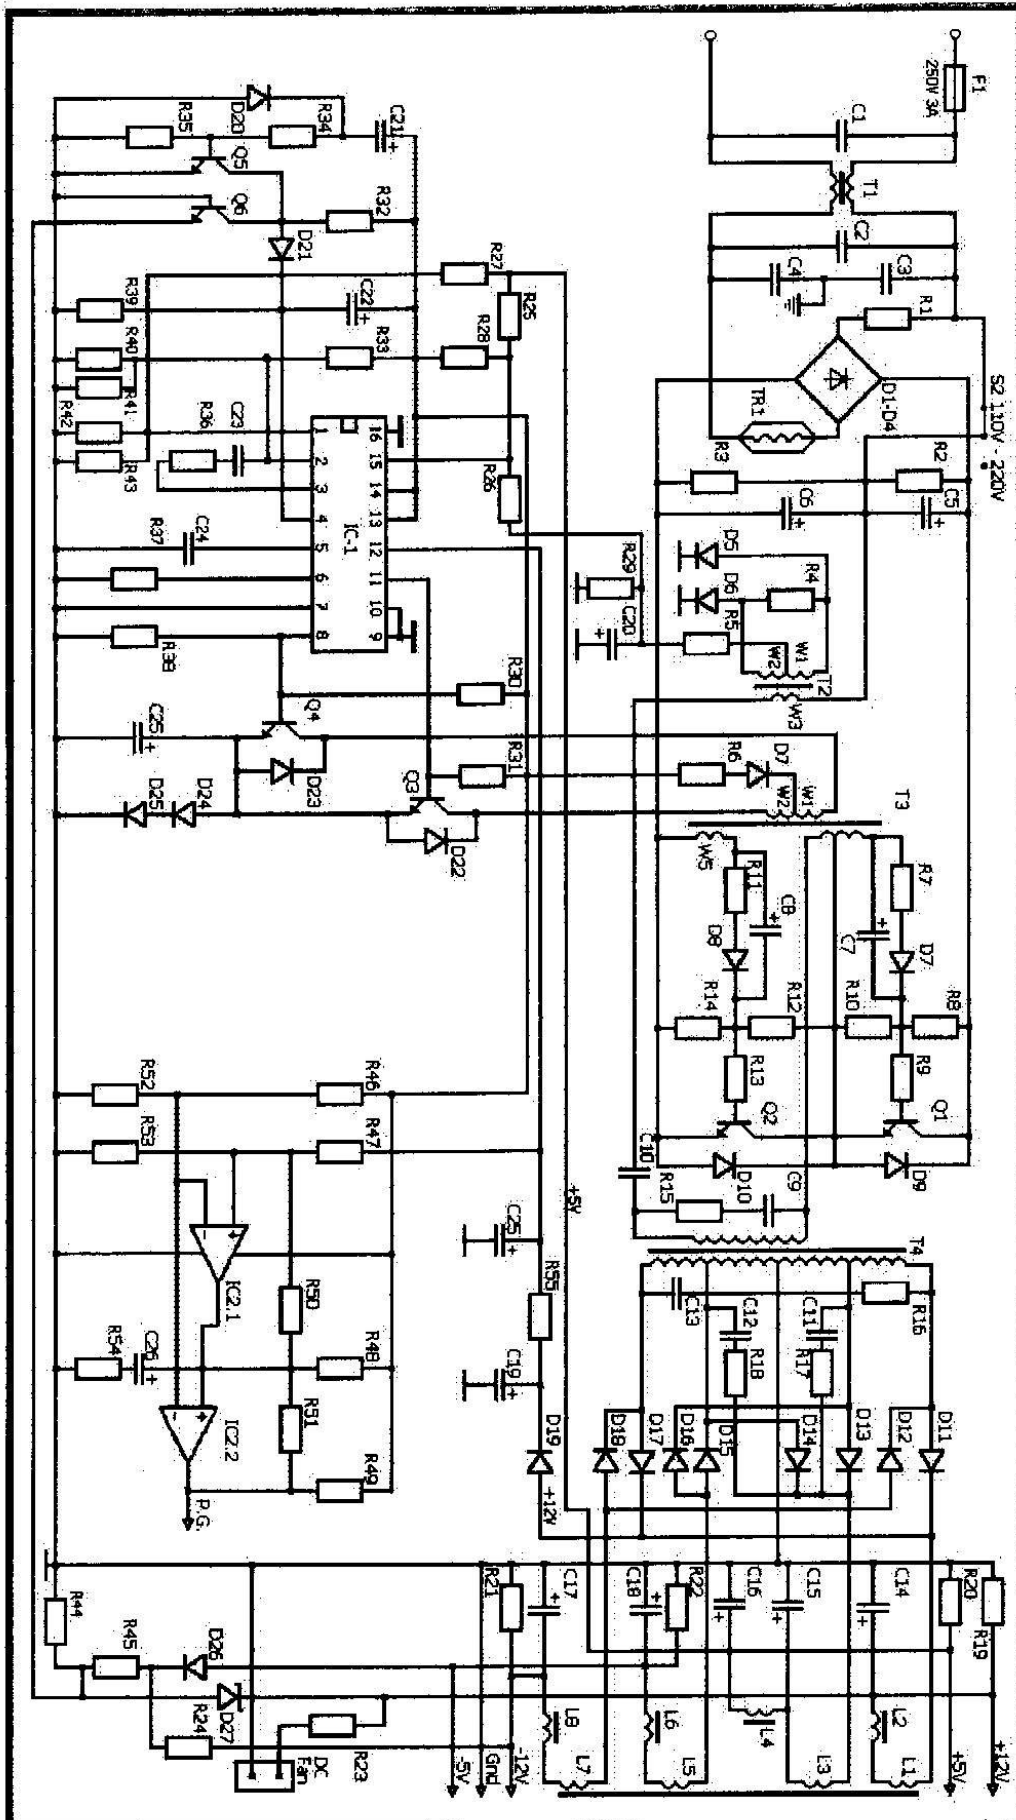 F1
250V 3A
C1
T1
C2
C3
C4
R1
D1-D4
TR1
S2 110V - 220V
R2
R3
C5
C6
D5
D6
R4
R5
W1
W2
T2
W3
R6
D7
W1
W2
T3
W5
R7
C7
D7
R11
C8
D8
R8
R10
R12
R14
R9
R13
Q1
Q2
D9
D10
C9
C10
R15
T4
R16
C11
R17
C12
R18
C13
D11
D12
D13
D14
D15
D16
D17
D18
R19
R20
C14
C15
C16
R22
C18
C17
R21
L1
L2
L3
L4
L5
L6
L7
L8
+12V
+5V
-12V
Gnd
-5V
D20
R34
R35
C21
Q5
Q6
R32
D21
R27
R25
R28
C22
R33
R39
R40
R41
R42
R43
R36
C23
1
2
3
4
5
6
7
8
16
15
14
13
12
11
10
9
IC-1
R26
C24
R37
R38
R29
C20
R30
Q4
R31
C25
D23
Q3
D22
D24
D25
+5V
R46
R52
R47
R53
C25
R55
C19
D19
+12V
-
+
IC2.1
R50
R48
R54
C26
-
+
IC2.2
R51
R49
P.G.
R44
R45
D26
D27
R24
R23
DC
Fan